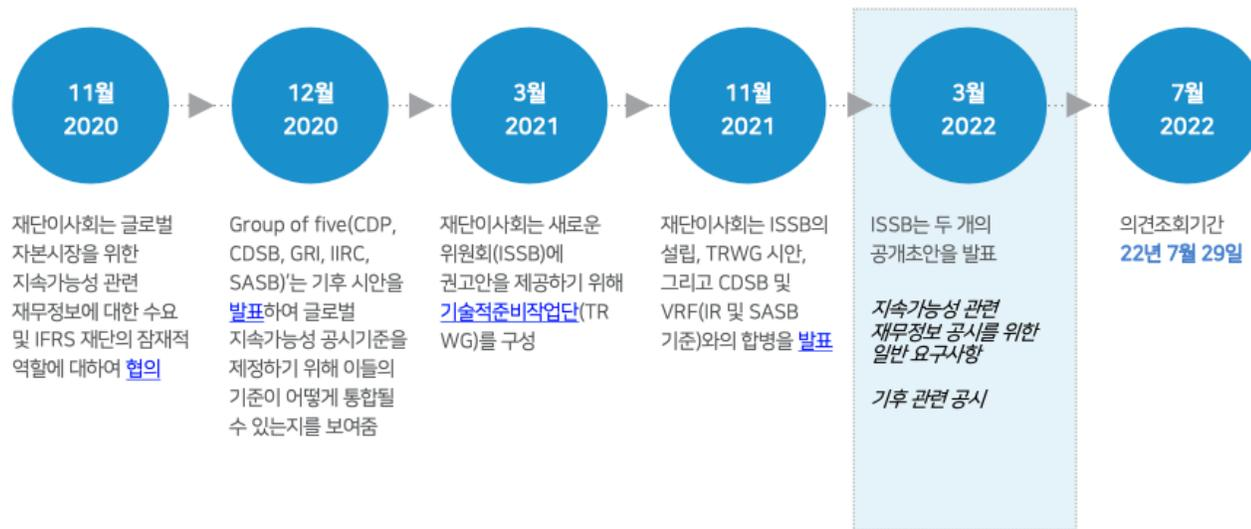 11월
2020
12월
2020
3월
2021
11월
2021
3월
2022
7월
2022
재단이사회는 글로벌
자본시장을 위한
지속가능성 관련
재무정보에 대한 수요
및 IFRS 재단의 잠재적
역할에 대하여 협의
Group of five(CDP,
CDSB, GRI, IIRC,
SASB)’는 기후 시안을
발표하여 글로벌
지속가능성 공시기준을
제정하기 위해 이들의
기준이 어떻게 통합될
수 있는지를 보여줌
재단이사회는 새로운
위원회(ISSB)에
권고안을 제공하기 위해
기술적준비작업단(TR
WG)를 구성
재단이사회는 ISSB의
설립, TRWG 시안,
그리고 CDSB 및
VRF(IR 및 SASB
기준)와의 합병을 발표
ISSB는 두 개의
공개초안을 발표
지속가능성 관련
재무정보 공시를 위한
일반 요구사항
기후 관련 공시
의견조회기간
22년 7월 29일